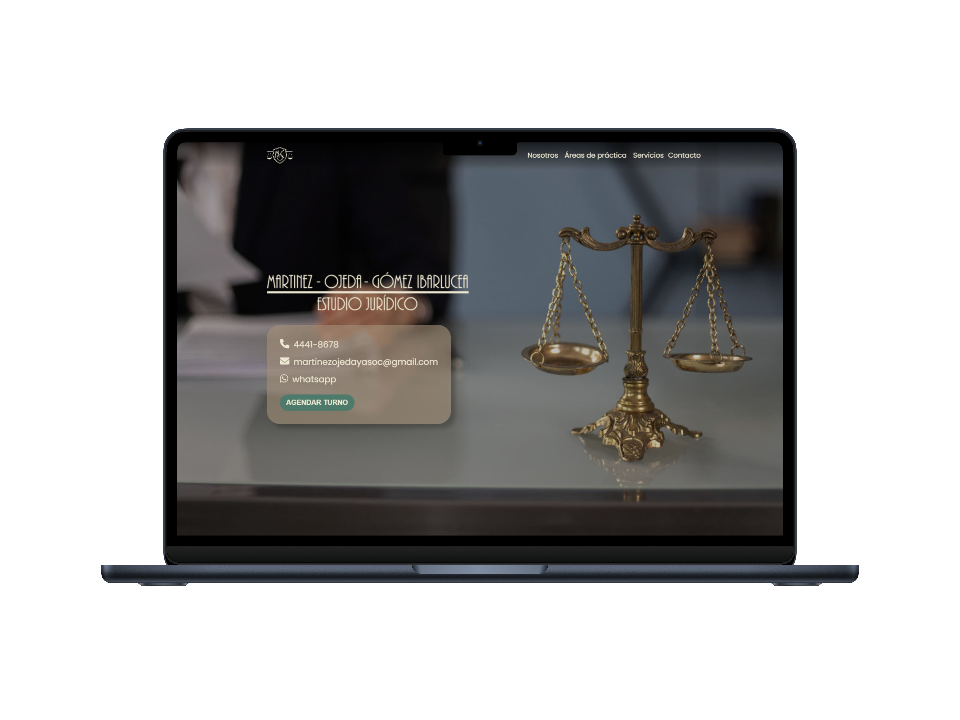 Nosotros Áreas de práctica Servicios Contacto
MARTINEZ - OJEDA - GÓMEZ IBARLUCEA
ESTUDIO JURÍDICO
4441-8678
martinezojedayasoc@gmail.com
whatsapp
AGENDAR TURNO